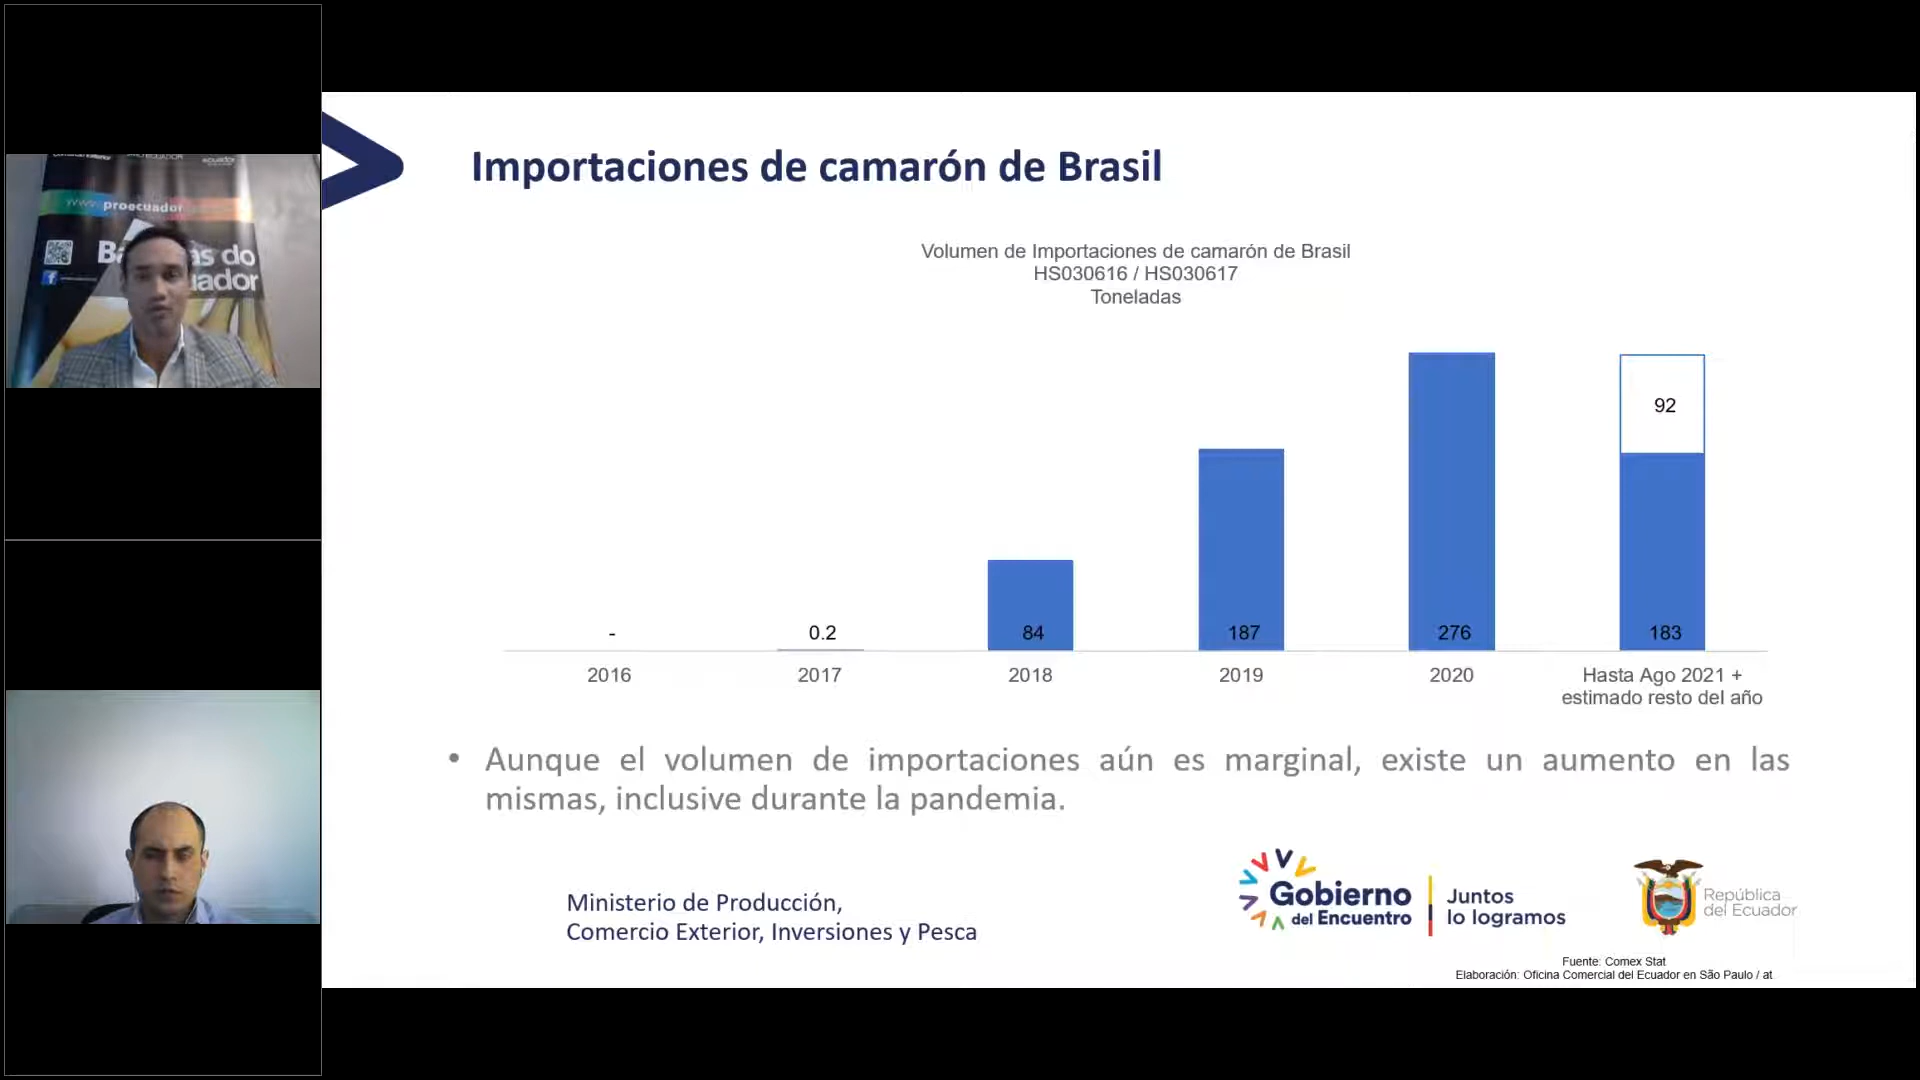 www.proecuador
Importaciones de camarón de Brasil
Volumen de Importaciones de camarón de Brasil
HS030616 / HS030617
Toneladas
92
-
0.2
84
187
276
183
2016
2017
2018
2019
2020
Hasta Ago 2021 +
estimado resto del año
• Aunque el volumen de importaciones aún es marginal, existe un aumento en las
mismas, inclusive durante la pandemia.
Ministerio de Producción,
Comercio Exterior, Inversiones y Pesca
Gobierno
del Encuentro
Juntos
lo logramos
República
del Ecuador
Fuente: Comex Stat
Elaboración: Oficina Comercial del Ecuador en São Paulo / at